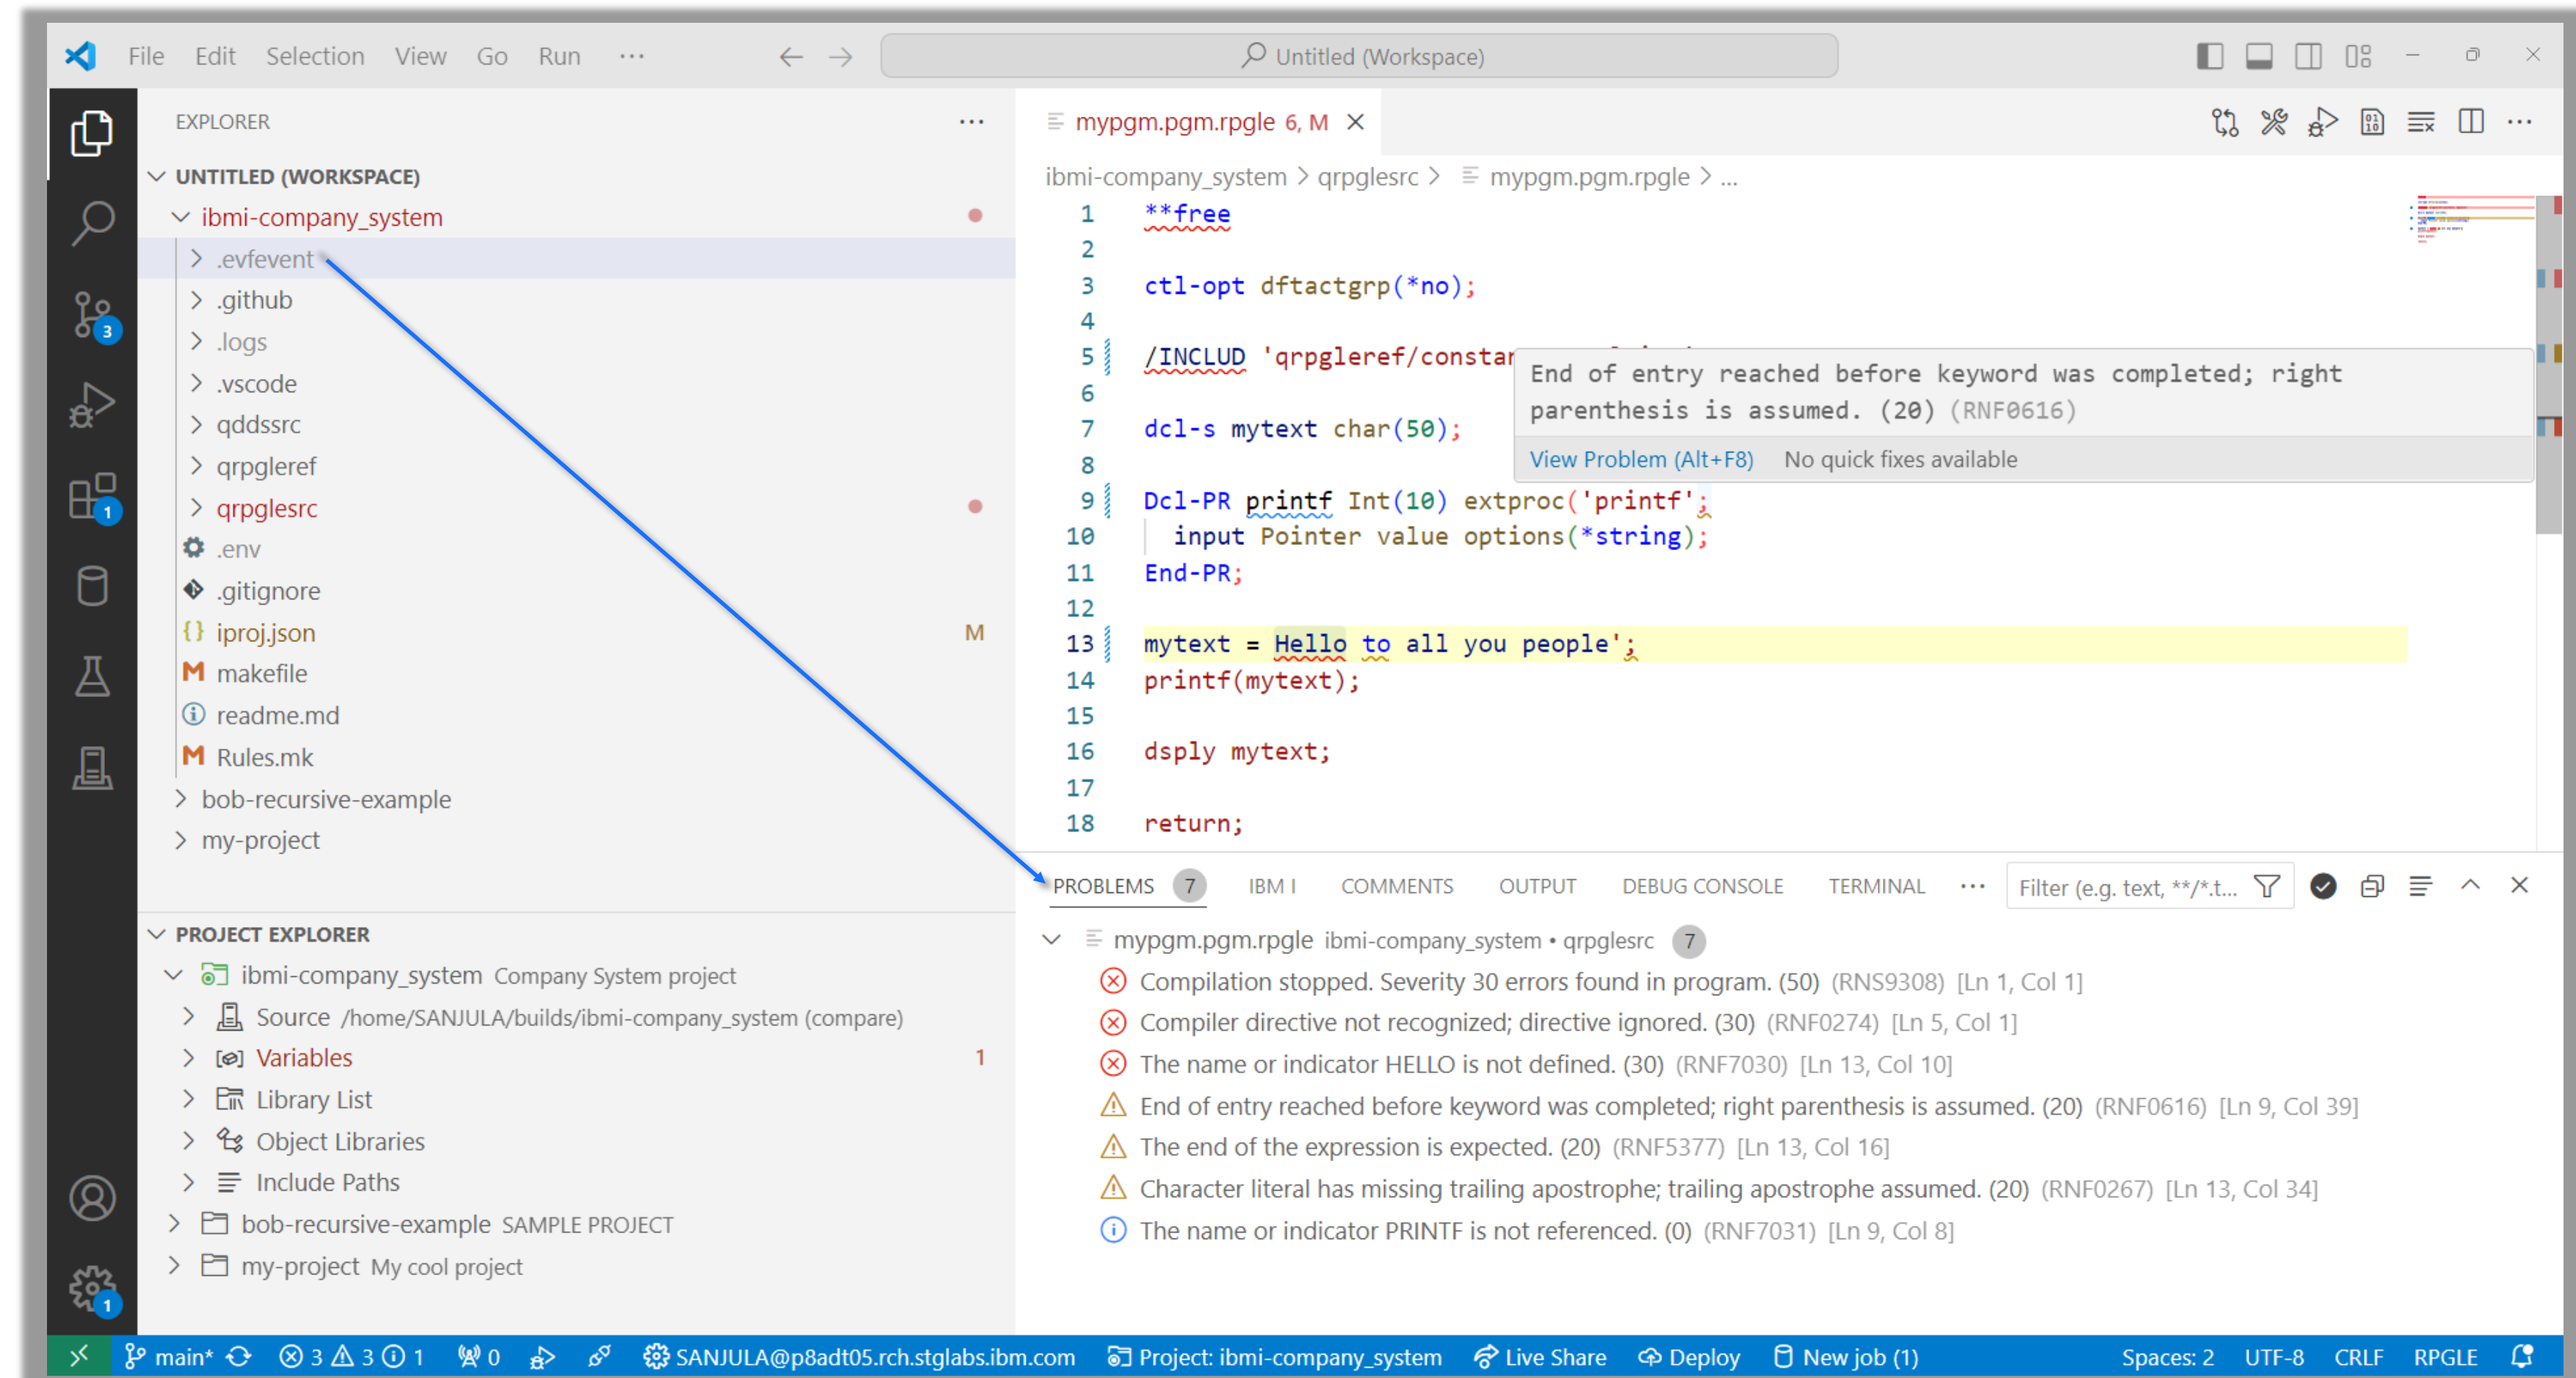 File Edit Selection View Go Run ··· Untitled (Workspace)
EXPLORER ···
UNTITLED (WORKSPACE)
ibmi-company_system
.evfevent
.github
.logs
.vscode
qddssrc
qrpgleref
qrpglesrc
.env
.gitignore
iproj.json M
makefile
readme.md
Rules.mk
bob-recursive-example
my-project
3
1
1
PROJECT EXPLORER
ibmi-company_system Company System project
Source /home/SANJULA/builds/ibmi-company_system (compare)
Variables 1
Library List
Object Libraries
Include Paths
bob-recursive-example SAMPLE PROJECT
my-project My cool project
mypgm.pgm.rpgle 6, M
ibmi-company_system > qrpglesrc > mypgm.pgm.rpgle > ...
1 **free
2
3 ctl-opt dftactgrp(*no);
4
5 /INCLUD 'qrpgleref/constan
6
7 dcl-s mytext char(50);
8
9 Dcl-PR printf Int(10) extproc('printf';
10 input Pointer value options(*string);
11 End-PR;
12
13 mytext = Hello to all you people';
14 printf(mytext);
15
16 dsply mytext;
17
18 return;
End of entry reached before keyword was completed; right
parenthesis is assumed. (20) (RNF0616)
View Problem (Alt+F8) No quick fixes available
PROBLEMS 7 IBM I COMMENTS OUTPUT DEBUG CONSOLE TERMINAL ··· Filter (e.g. text, **/*.t...
mypgm.pgm.rpgle ibmi-company_system • qrpglesrc 7
Compilation stopped. Severity 30 errors found in program. (50) (RNS9308) [Ln 1, Col 1]
Compiler directive not recognized; directive ignored. (30) (RNF0274) [Ln 5, Col 1]
The name or indicator HELLO is not defined. (30) (RNF7030) [Ln 13, Col 10]
End of entry reached before keyword was completed; right parenthesis is assumed. (20) (RNF0616) [Ln 9, Col 39]
The end of the expression is expected. (20) (RNF5377) [Ln 13, Col 16]
Character literal has missing trailing apostrophe; trailing apostrophe assumed. (20) (RNF0267) [Ln 13, Col 34]
The name or indicator PRINTF is not referenced. (0) (RNF7031) [Ln 9, Col 8]
main* 3 3 1 0 SANJULA@p8adt05.rch.stglabs.ibm.com Project: ibmi-company_system Live Share Deploy New job (1) Spaces: 2 UTF-8 CRLF RPGLE